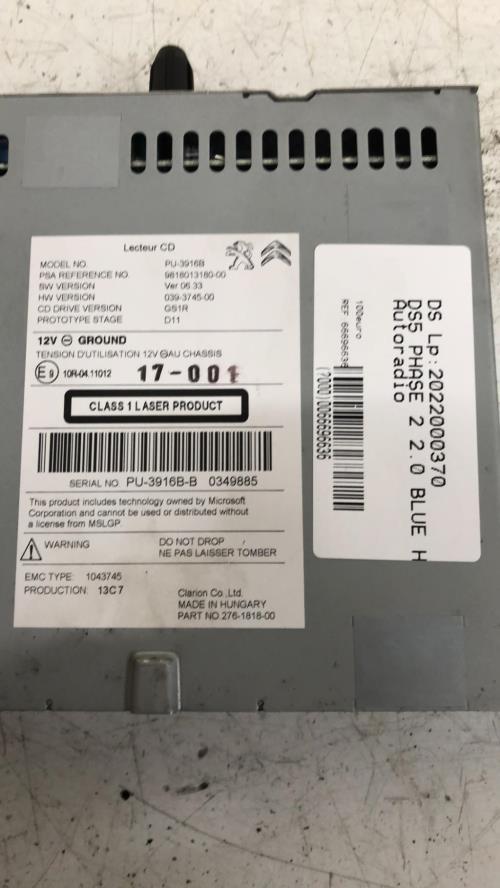 Lecteur CD
MODEL NO. PU-3916B
PSA REFERENCE NO. 9818013180-00
SW VERSION Ver 06.33
HW VERSION 039-3745-00
CD DRIVE VERSION GS1R
PROTOTYPE STAGE D11
12V ⊖ GROUND
TENSION D'UTILISATION 12V ⊖AU CHASSIS
E9 10R-04.11012 17-001
CLASS 1 LASER PRODUCT
SERIAL NO. PU-3916B-B 0349885
This product includes technology owned by Microsoft
Corporation and cannot be used or distributed without
a license from MSLGP.
WARNING DO NOT DROP
NE PAS LAISSER TOMBER
EMC TYPE: 1043745
PRODUCTION: 13C7
Clarion Co.,Ltd.
MADE IN HUNGARY
PART NO.276-1818-00
DS Lp:2022000370
DS5 PHASE 2 2.0 BLUE H
Autoradio
100euro
REF 66696636
(7000)0066696636